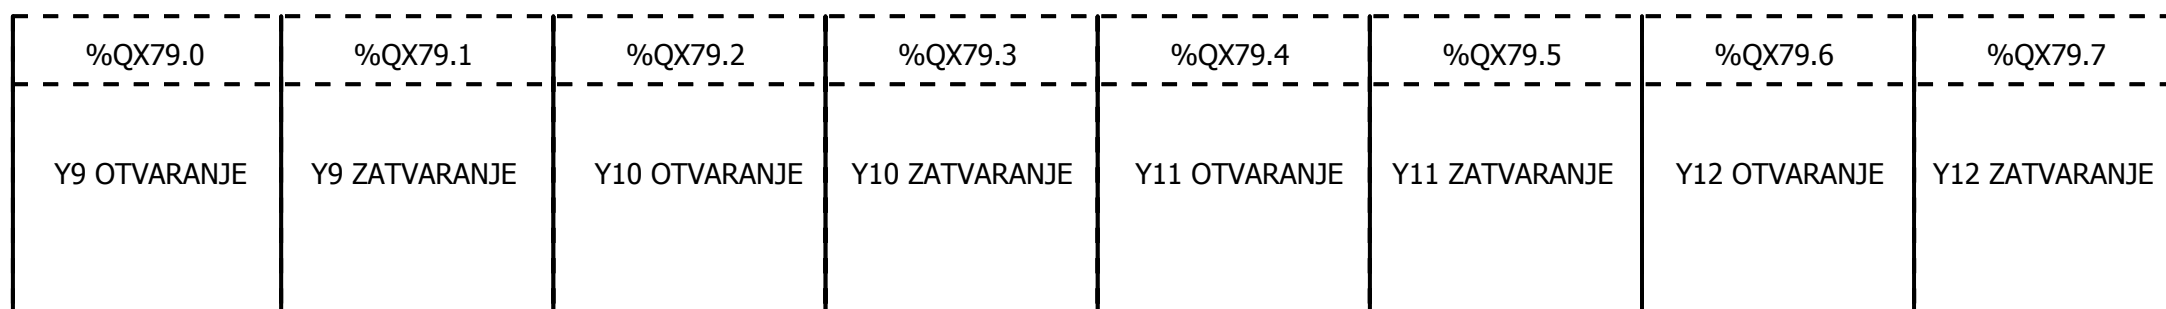 %QX79.0 %QX79.1 %QX79.2 %QX79.3 %QX79.4 %QX79.5 %QX79.6 %QX79.7
Y9 OTVARANJE Y9 ZATVARANJE Y10 OTVARANJE Y10 ZATVARANJE Y11 OTVARANJE Y11 ZATVARANJE Y12 OTVARANJE Y12 ZATVARANJE